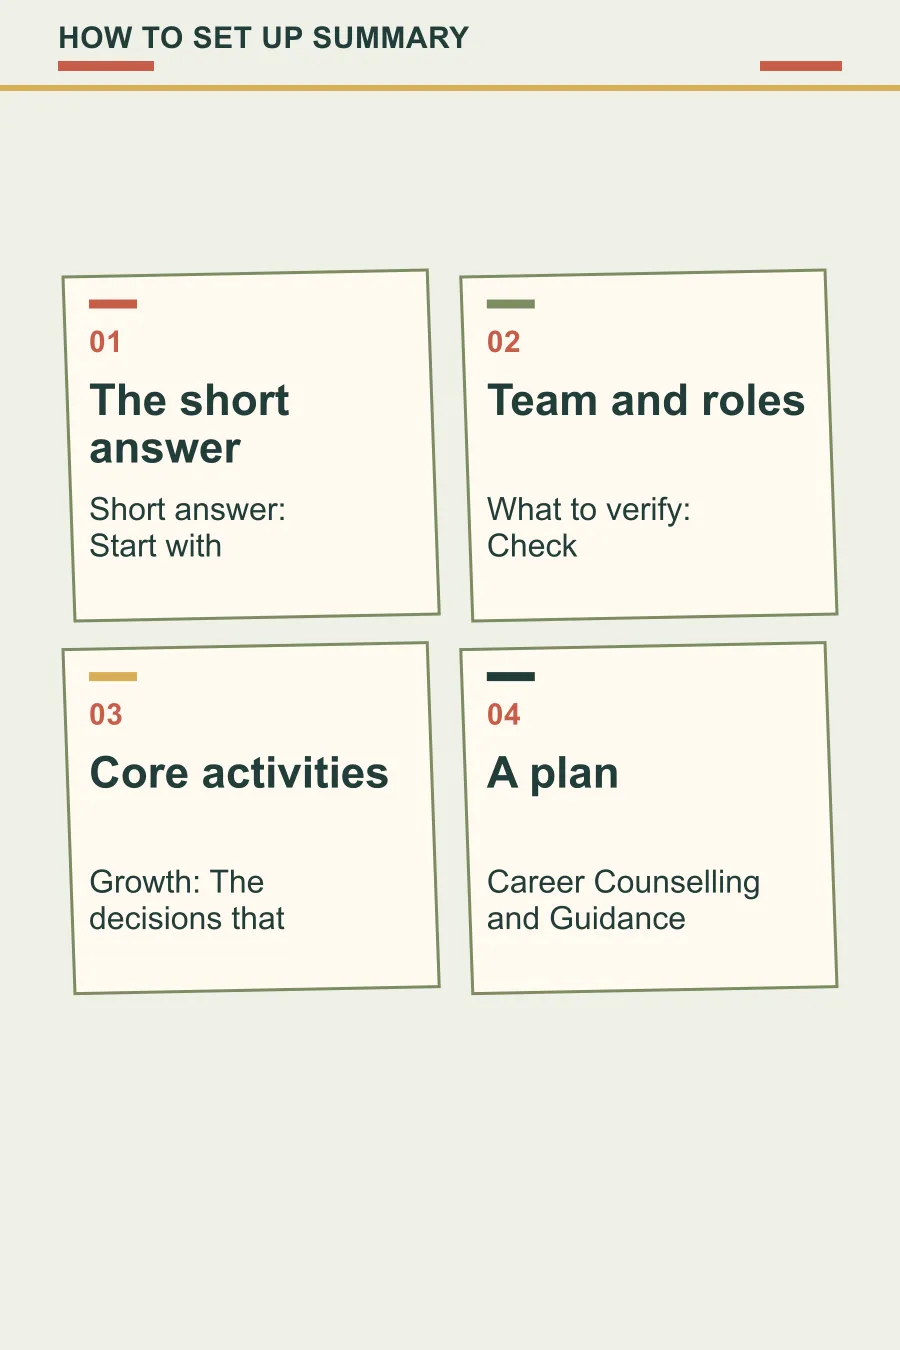 HOW TO SET UP SUMMARY
01
The short
answer
Short answer:
Start with
02
Team and roles
What to verify:
Check
03
Core activities
Growth: The
decisions that
04
A plan
Career Counselling
and Guidance